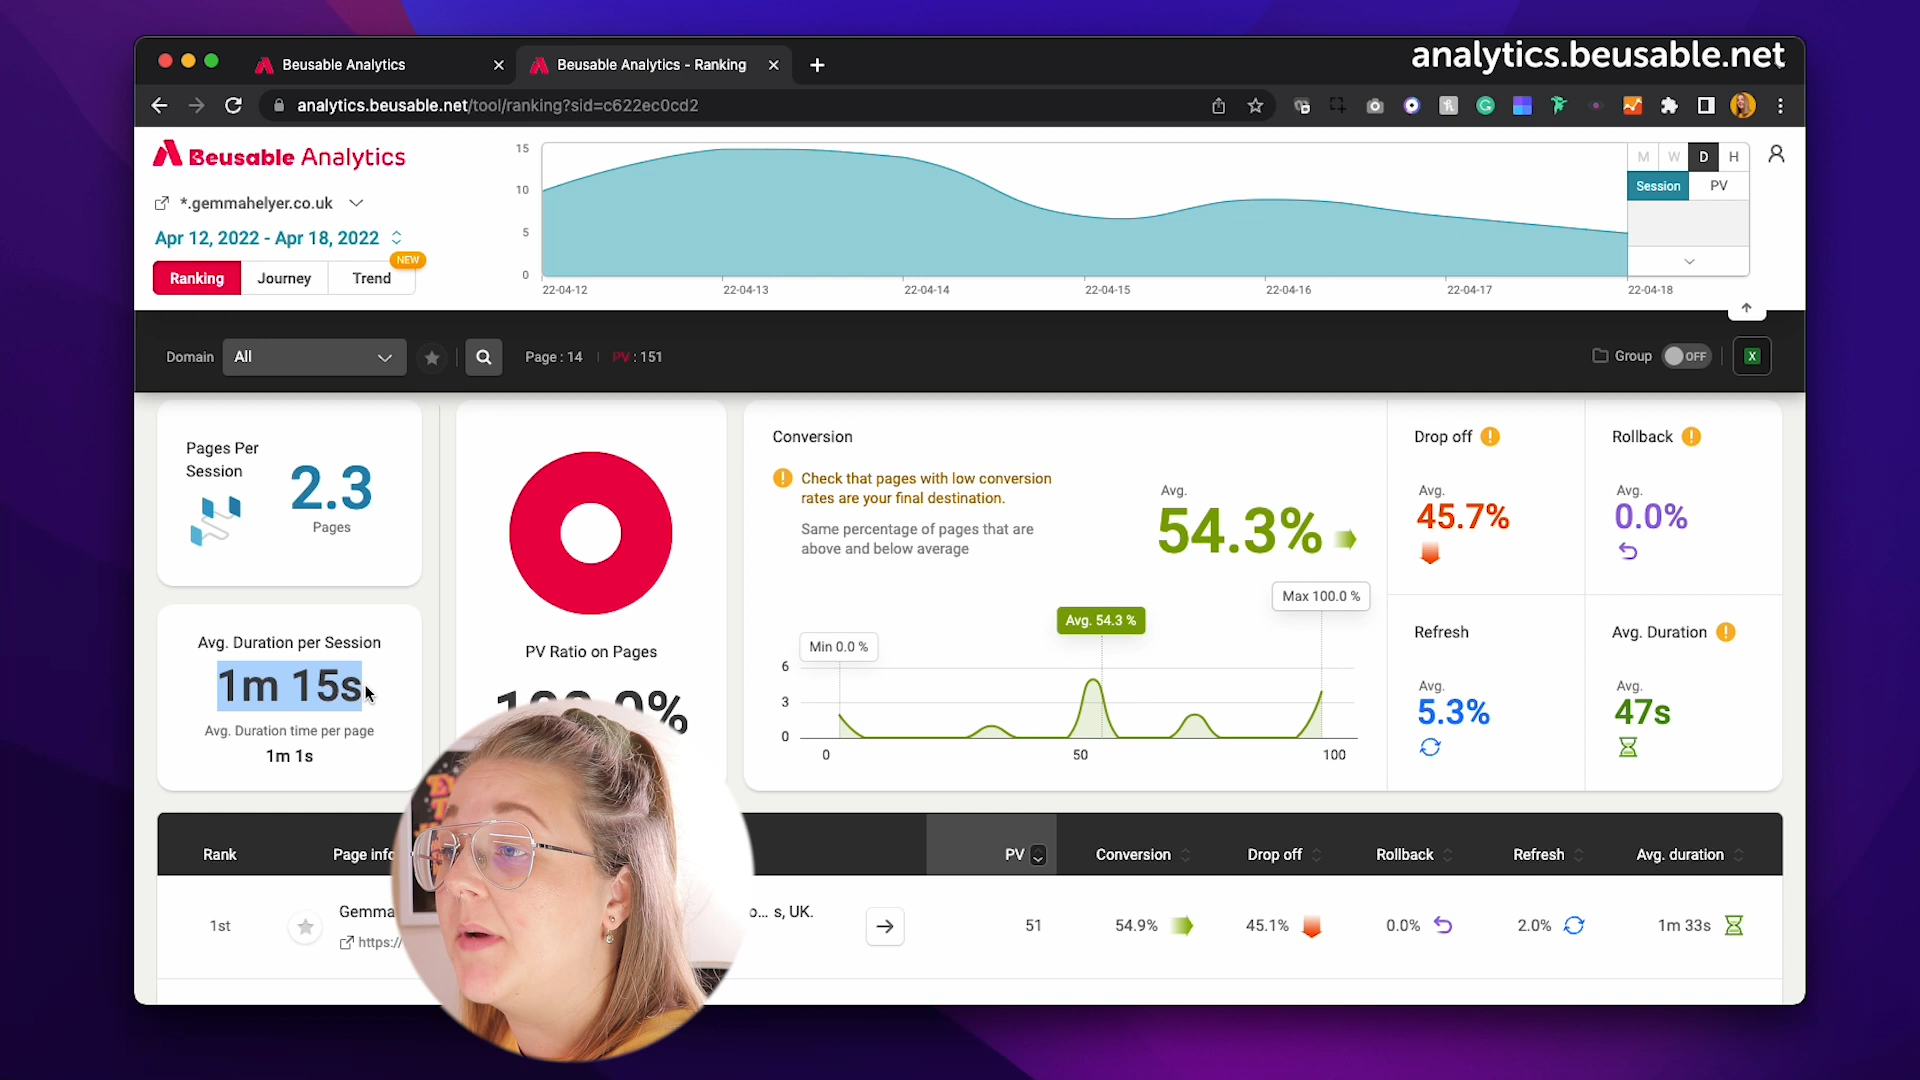 analytics.beusable.net
Beusable Analytics
Beusable Analytics - Ranking
analytics.beusable.net/tool/ranking?sid=c622ec0cd2
Beusable Analytics
*.gemmahelyer.co.uk
Apr 12, 2022 - Apr 18, 2022
NEW
Ranking Journey Trend
15
10
5
0
22-04-12 22-04-13 22-04-14 22-04-15 22-04-16 22-04-17 22-04-18
M W D H
Session PV
Domain All Page : 14 PV : 151 Group OFF X
Pages Per
Session
2.3
Pages
Avg. Duration per Session
1m 15s
Avg. Duration time per page
1m 1s
PV Ratio on Pages
Conversion
Check that pages with low conversion
rates are your final destination.
Same percentage of pages that are
above and below average
Avg.
54.3%
Max 100.0 %
Avg. 54.3 %
Min 0.0 %
6
3
0
0 50 100
Drop off
Avg.
45.7%
Rollback
Avg.
0.0%
Refresh
Avg.
5.3%
Avg. Duration
Avg.
47s
Rank Page info PV Conversion Drop off Rollback Refresh Avg. duration
1st Gemma o... s, UK. 51 54.9% 45.1% 0.0% 2.0% 1m 33s
https://